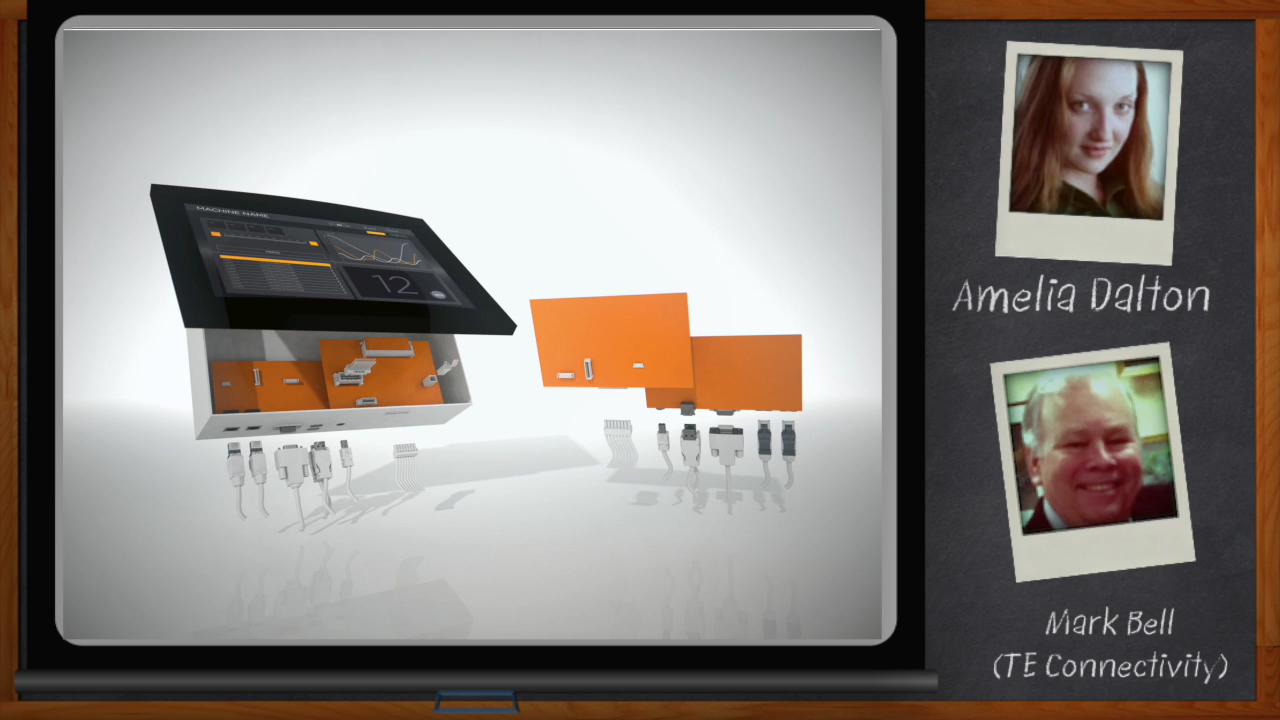 MACHINE NAME
12
Amelia Dalton
Mark Bell
(TE Connectivity)